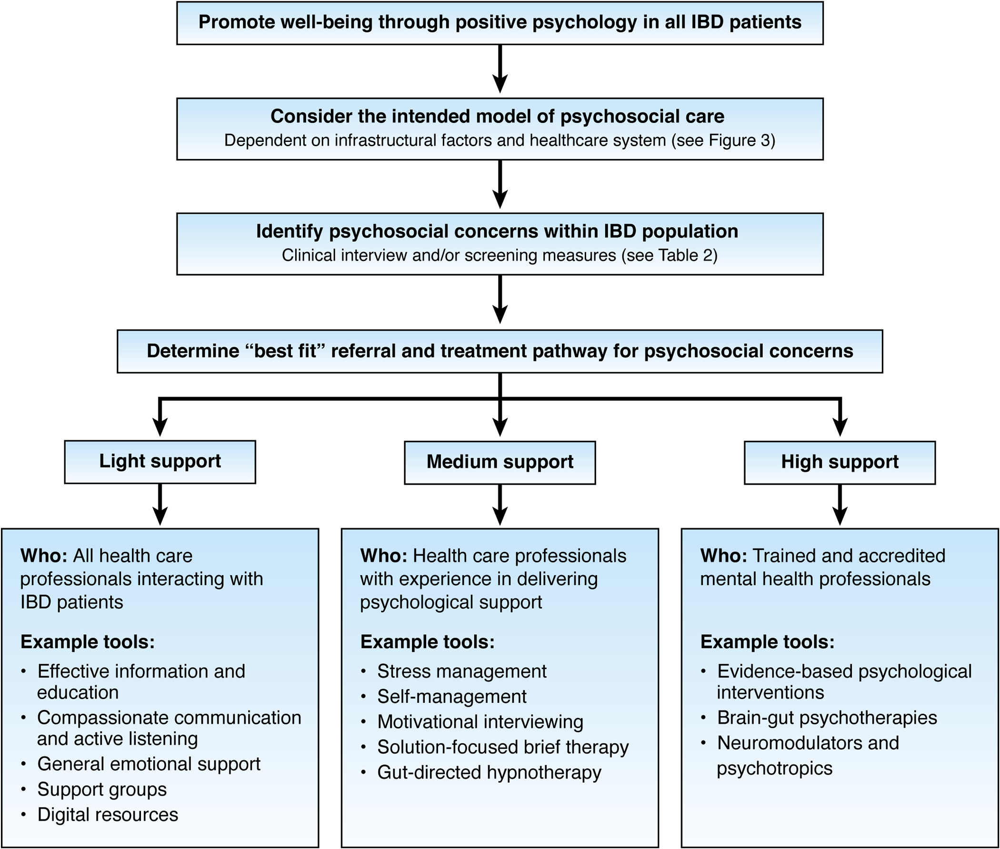 Promote well-being through positive psychology in all IBD patients
Consider the intended model of psychosocial care
Dependent on infrastructural factors and healthcare system (see Figure 3)
Identify psychosocial concerns within IBD population
Clinical interview and/or screening measures (see Table 2)
Determine “best fit” referral and treatment pathway for psychosocial concerns
Light support
Medium support
High support
Who: All health care
professionals interacting with
IBD patients
Example tools:
• Effective information and
education
• Compassionate communication
and active listening
• General emotional support
• Support groups
• Digital resources
Who: Health care professionals
with experience in delivering
psychological support
Example tools:
• Stress management
• Self-management
• Motivational interviewing
• Solution-focused brief therapy
• Gut-directed hypnotherapy
Who: Trained and accredited
mental health professionals
Example tools:
• Evidence-based psychological
interventions
• Brain-gut psychotherapies
• Neuromodulators and
psychotropics